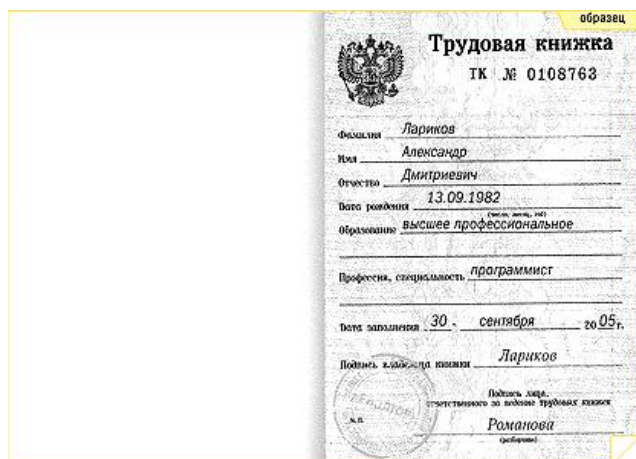 образец
Трудовая книжка
ТК № 0108763
Фамилия Лариков
Имя Александр
Отчество Дмитриевич
Дата рождения 13.09.1982
(число, месяц, год)
Образование высшее профессиональное
Профессия, специальность программист
Дата заполнения 30 - сентября 20 05 г.
Подпись владельца книжки Лариков
Подпись лица,
ответственного за ведение трудовых книжек
М.П.
Романова
(разборчиво)